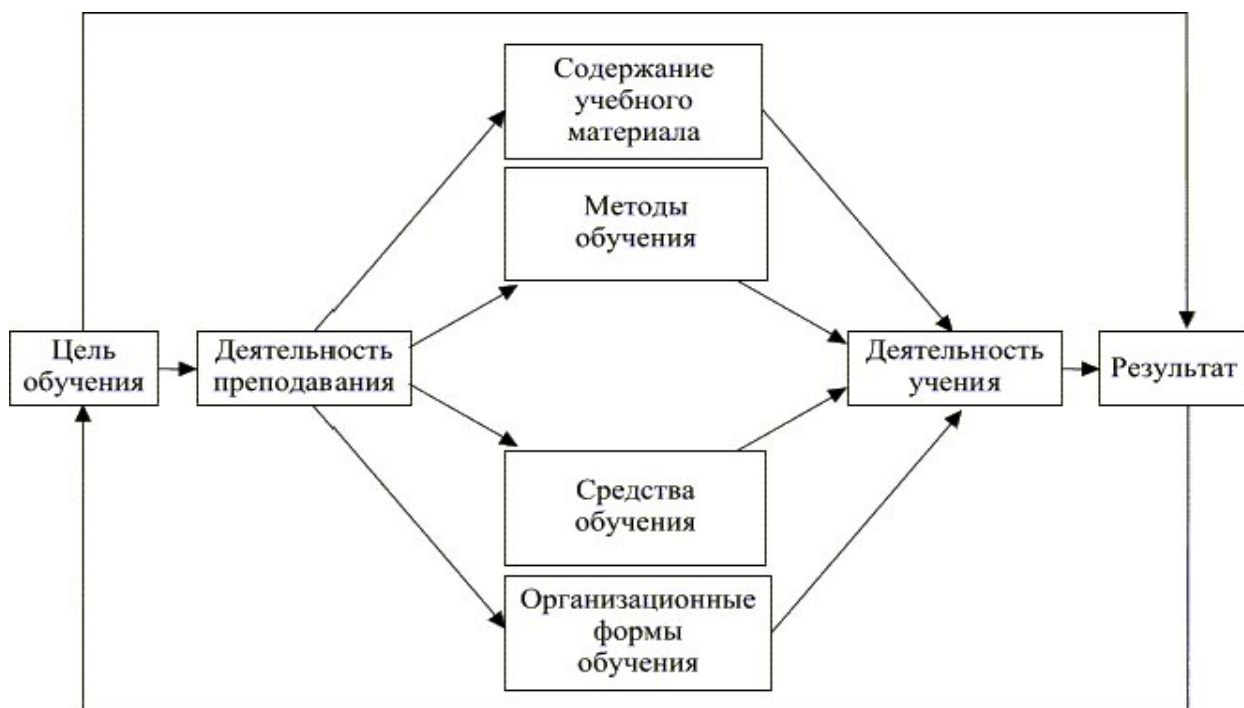 Содержание
учебного
материала
Методы
обучения
Цель
обучения
Деятельность
преподавания
Деятельность
учения
Результат
Средства
обучения
Организационные
формы
обучения